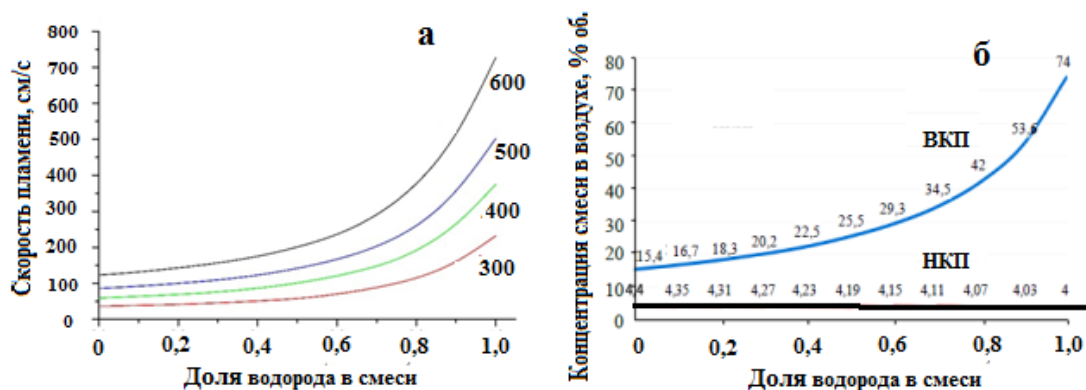 а
Скорость пламени, см/с
800
700
600
500
400
300
200
100
0
600
500
400
300
0
0,2
0,4
0,6
0,8
1,0
Доля водорода в смеси
б
Концентрация смеси в воздухе, % об.
80
70
60
50
40
30
20
10
0
ВКП
НКП
15,4 16,7 18,3 20,2 22,5 25,5 29,3 34,5 42 53,6 74
4,4 4,35 4,31 4,27 4,23 4,19 4,15 4,11 4,07 4,03 4
0 0,2 0,4 0,6 0,8 1,0
Доля водорода в смеси